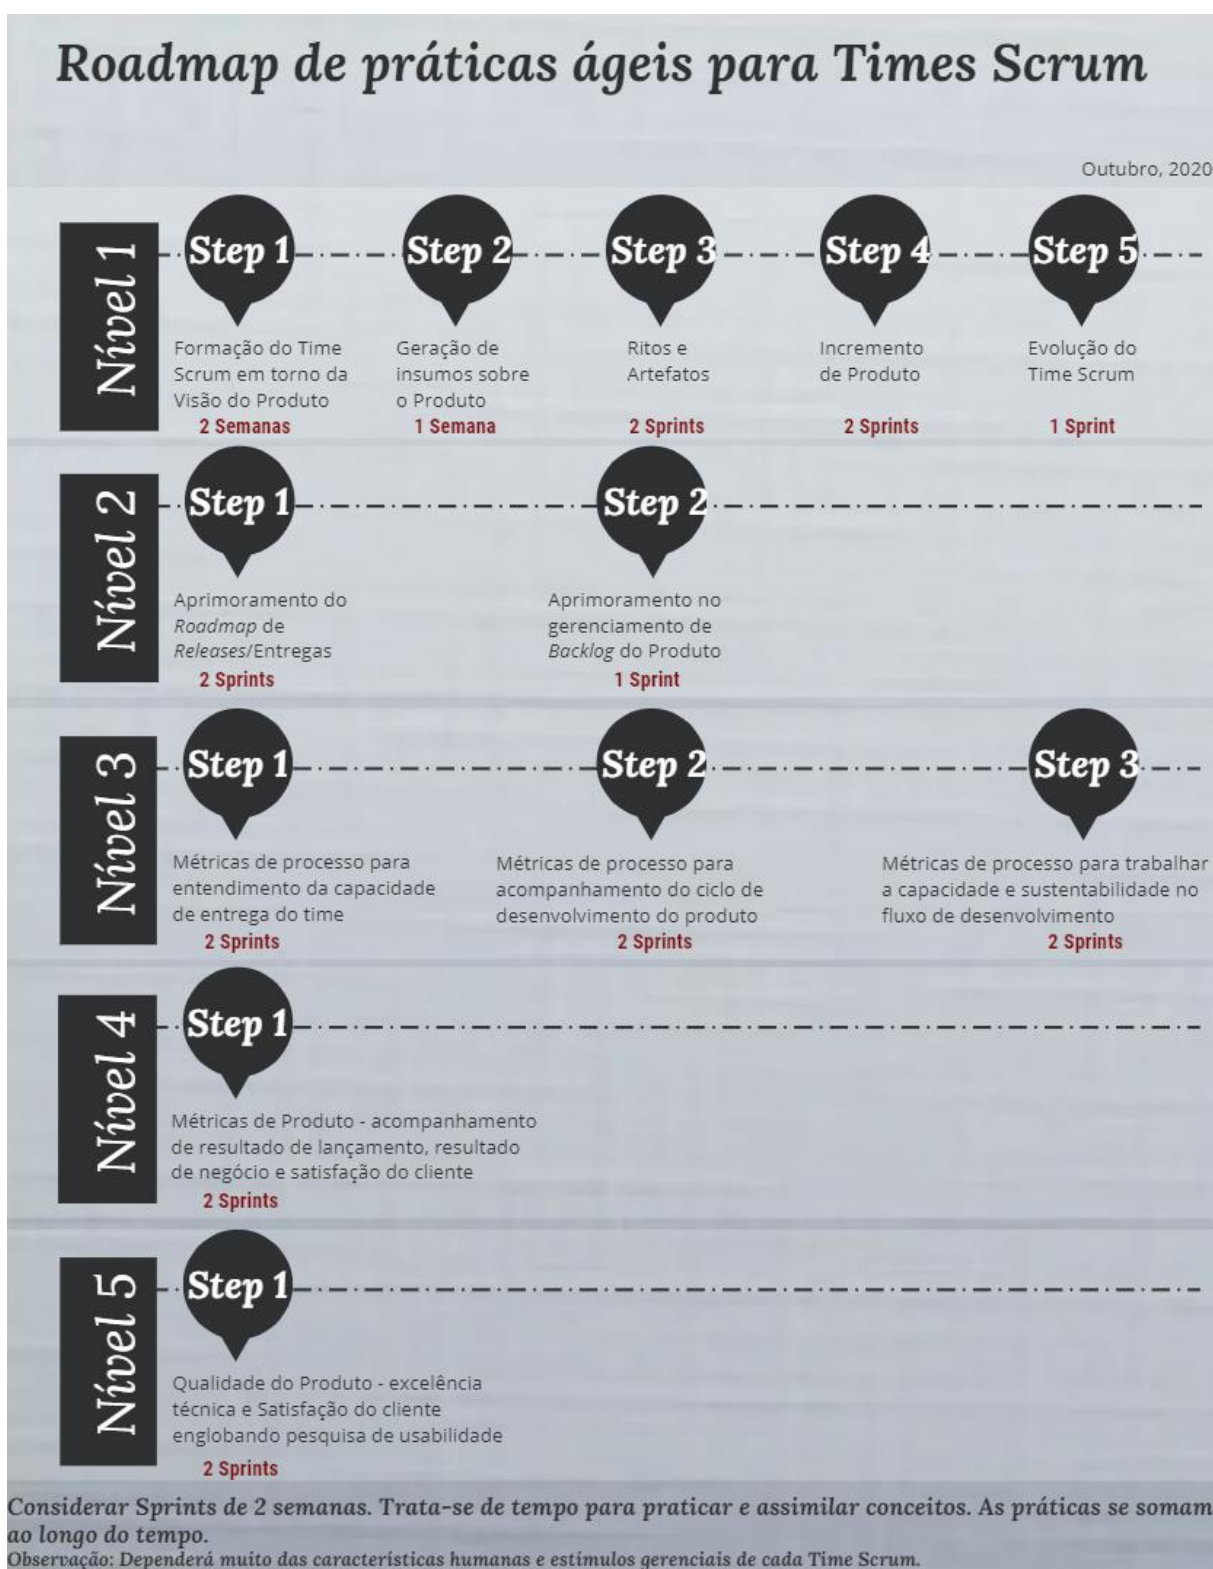 Roadmap de práticas ágeis para Times Scrum
Outubro, 2020
Nível 1
Step 1
Step 2
Step 3
Step 4
Step 5
Formação do Time
Scrum em torno da
Visão do Produto
2 Semanas
Geração de
insumos sobre
o Produto
1 Semana
Ritos e
Artefatos
2 Sprints
Incremento
de Produto
2 Sprints
Evolução do
Time Scrum
1 Sprint
Nível 2
Step 1
Step 2
Aprimoramento do
Roadmap de
Releases/Entregas
2 Sprints
Aprimoramento no
gerenciamento de
Backlog do Produto
1 Sprint
Nível 3
Step 1
Step 2
Step 3
Métricas de processo para
entendimento da capacidade
de entrega do time
2 Sprints
Métricas de processo para
acompanhamento do ciclo de
desenvolvimento do produto
2 Sprints
Métricas de processo para trabalhar
a capacidade e sustentabilidade no
fluxo de desenvolvimento
2 Sprints
Nível 4
Step 1
Métricas de Produto - acompanhamento
de resultado de lançamento, resultado
de negócio e satisfação do cliente
2 Sprints
Nível 5
Step 1
Qualidade do Produto - excelência
técnica e Satisfação do cliente
englobando pesquisa de usabilidade
2 Sprints
Considerar Sprints de 2 semanas. Trata-se de tempo para praticar e assimilar conceitos. As práticas se somam
ao longo do tempo.
Observação: Dependerá muito das características humanas e estímulos gerenciais de cada Time Scrum.